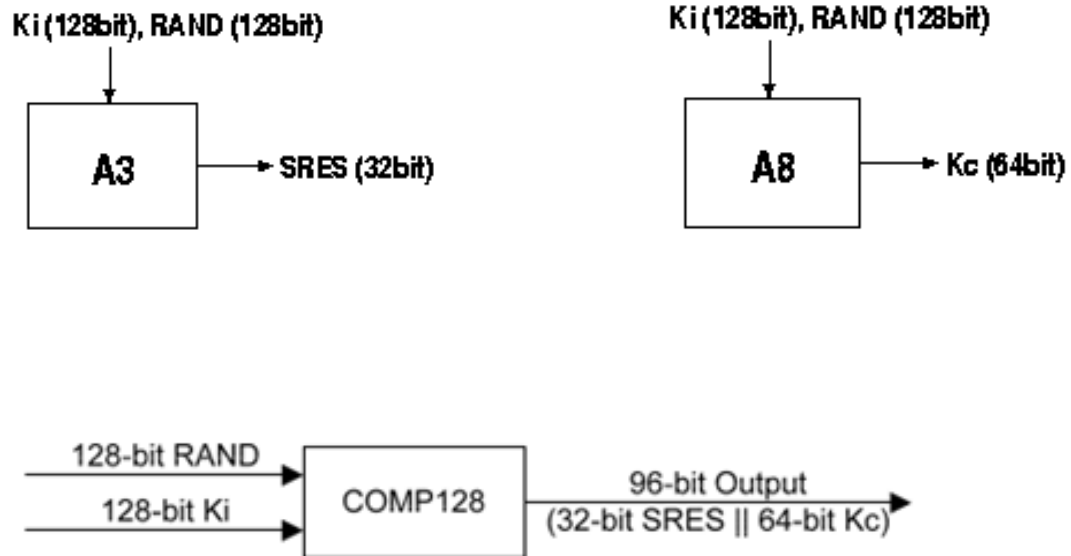 Ki (128bit), RAND (128bit)
A3
SRES (32bit)
Ki (128bit), RAND (128bit)
A8
Kc (64bit)
128-bit RAND
128-bit Ki
COMP128
96-bit Output
(32-bit SRES || 64-bit Kc)